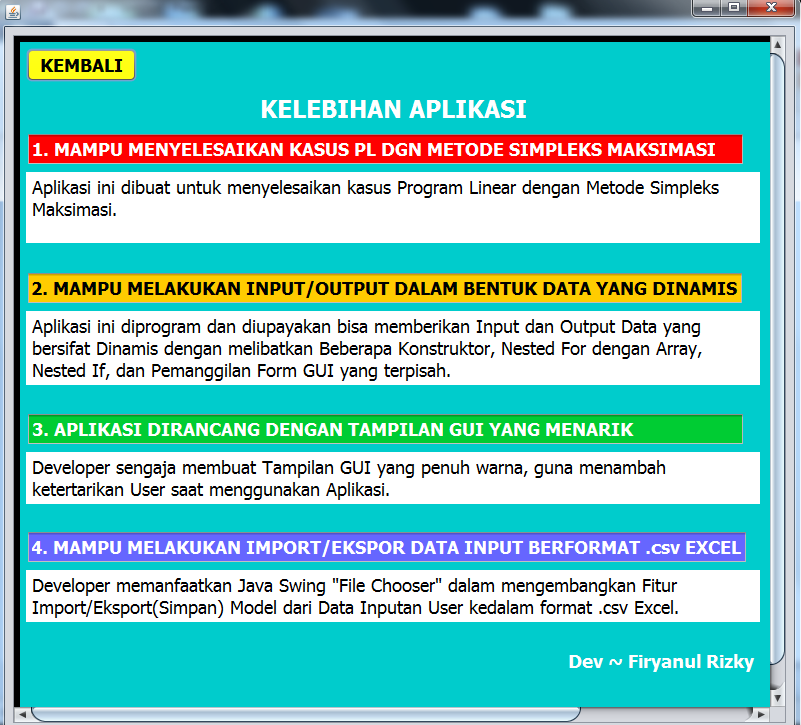 KEMBALI
KELEBIHAN APLIKASI
1. MAMPU MENYELESAIKAN KASUS PL DGN METODE SIMPLEKS MAKSIMASI
Aplikasi ini dibuat untuk menyelesaikan kasus Program Linear dengan Metode Simpleks
Maksimasi.
2. MAMPU MELAKUKAN INPUT/OUTPUT DALAM BENTUK DATA YANG DINAMIS
Aplikasi ini diprogram dan diupayakan bisa memberikan Input dan Output Data yang
bersifat Dinamis dengan melibatkan Beberapa Konstruktor, Nested For dengan Array,
Nested If, dan Pemanggilan Form GUI yang terpisah.
3. APLIKASI DIRANCANG DENGAN TAMPILAN GUI YANG MENARIK
Developer sengaja membuat Tampilan GUI yang penuh warna, guna menambah
ketertarikan User saat menggunakan Aplikasi.
4. MAMPU MELAKUKAN IMPORT/EKSPOR DATA INPUT BERFORMAT .csv EXCEL
Developer memanfaatkan Java Swing "File Chooser" dalam mengembangkan Fitur
Import/Eksport(Simpan) Model dari Data Inputan User kedalam format .csv Excel.
Dev ~ Firyanul Rizky